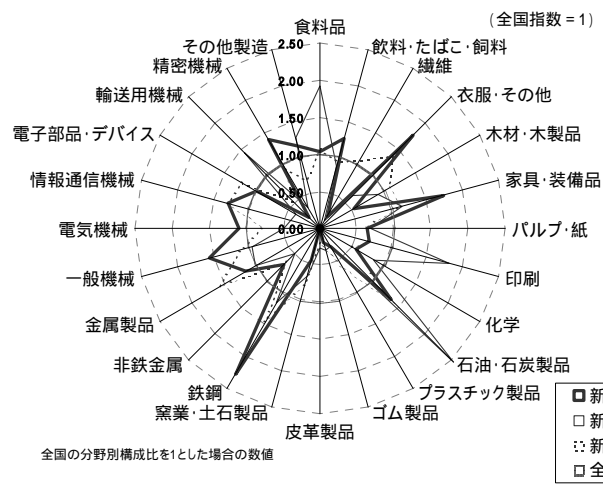 (全国指数=1)
食料品
飲料·たばこ·飼料
繊維
衣服·その他
木材·木製品
家具·装備品
パルプ·紙
印刷
化学
石油·石炭製品
プラスチック製品
ゴム製品
皮革製品
窯業·土石製品
鉄鋼
非鉄金属
金属製品
一般機械
電気機械
情報通信機械
電子部品·デバイス
輸送用機械
精密機械
その他製造
2.50
2.00
1.50
1.00
0.50
0.00
新
新
新
全
全国の分野別構成比を1とした場合の数値